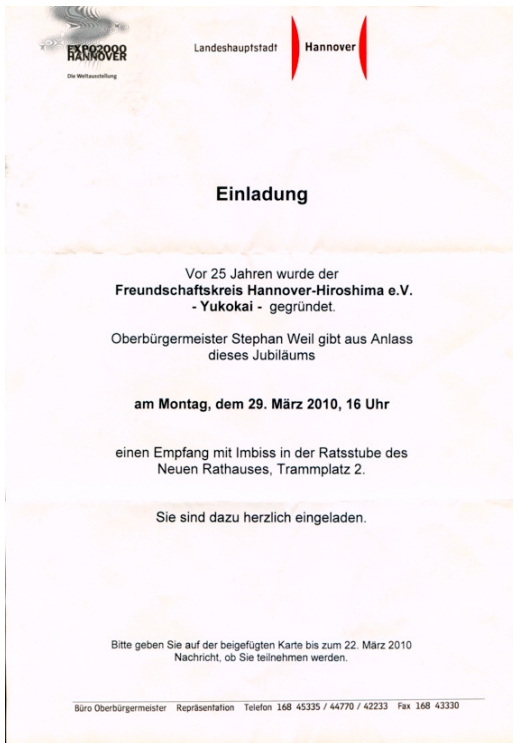 EXPO2000
HANNOVER
Die Weltausstellung
Landeshauptstadt Hannover
Einladung
Vor 25 Jahren wurde der
Freundschaftskreis Hannover-Hiroshima e.V.
- Yukokai - gegründet.
Oberbürgermeister Stephan Weil gibt aus Anlass
dieses Jubiläums
am Montag, dem 29. März 2010, 16 Uhr
einen Empfang mit Imbiss in der Ratsstube des
Neuen Rathauses, Trammplatz 2.
Sie sind dazu herzlich eingeladen.
Bitte geben Sie auf der beigefügten Karte bis zum 22. März 2010
Nachricht, ob Sie teilnehmen werden.
Büro Oberbürgermeister Repräsentation Telefon 168 45335 / 44770 / 42233 Fax 168 43330